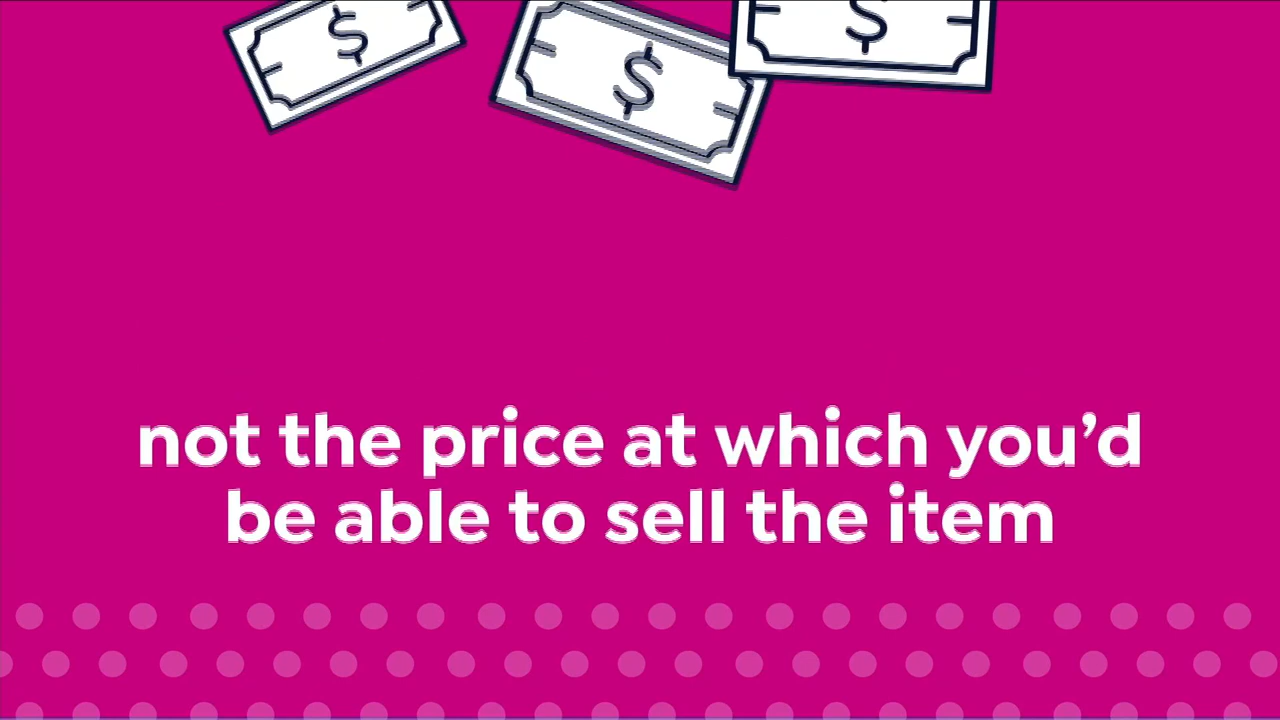 $ $ $
not the price at which you’d
be able to sell the item